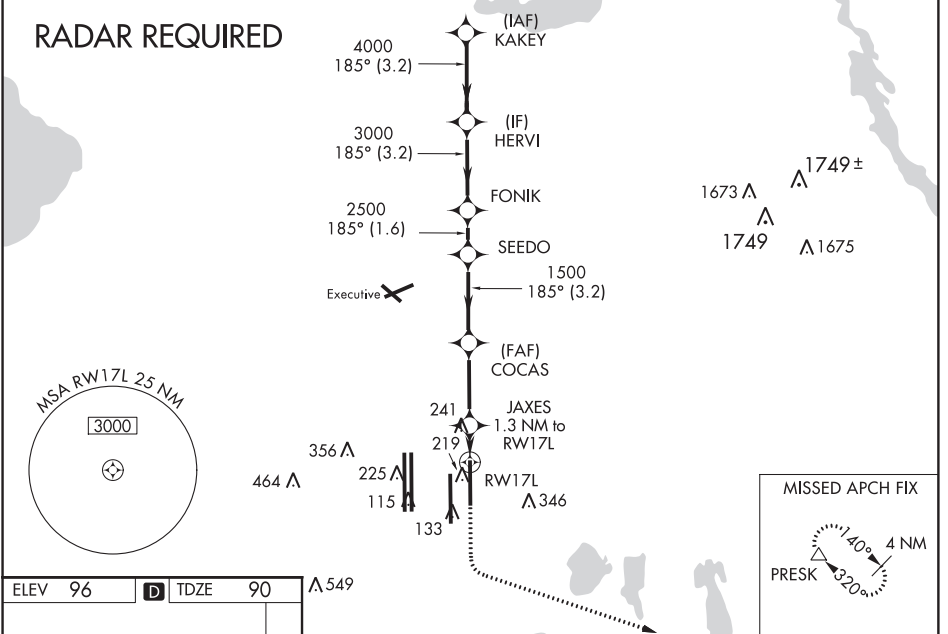 RADAR REQUIRED
(IAF)
KAKEY
4000
185° (3.2)
(IF)
HERVI
3000
185° (3.2)
FONIK
2500
185° (1.6)
SEEDO
1673
1749±
1749
1675
1500
185° (3.2)
Executive
(FAF)
COCAS
MSA RW17L 25 NM
3000
241
JAXES
1.3 NM to
RW17L
219
356
464
225
115
133
RW17L
346
MISSED APCH FIX
140°
4 NM
PRESK
320°
ELEV 96 D TDZE 90
549